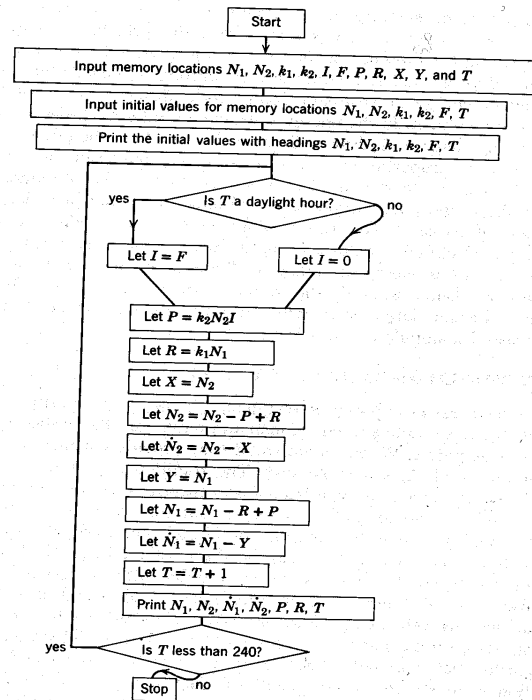 Start
Input memory locations N₁, N₂, k₁, k₂, I, F, P, R, X, Y, and T
Input initial values for memory locations N₁, N₂, k₁, k₂, F, T
Print the initial values with headings N₁, N₂, k₁, k₂, F, T
Is T a daylight hour?
yes
no
Let I = F
Let I = 0
Let P = k₂N₂I
Let R = k₁N₁
Let X = N₂
Let N₂ = N₂ − P + R
Let Ṅ₂ = N₂ − X
Let Y = N₁
Let N₁ = N₁ − R + P
Let Ṅ₁ = N₁ − Y
Let T = T + 1
Print N₁, N₂, Ṅ₁, Ṅ₂, P, R, T
yes
Is T less than 240?
no
Stop